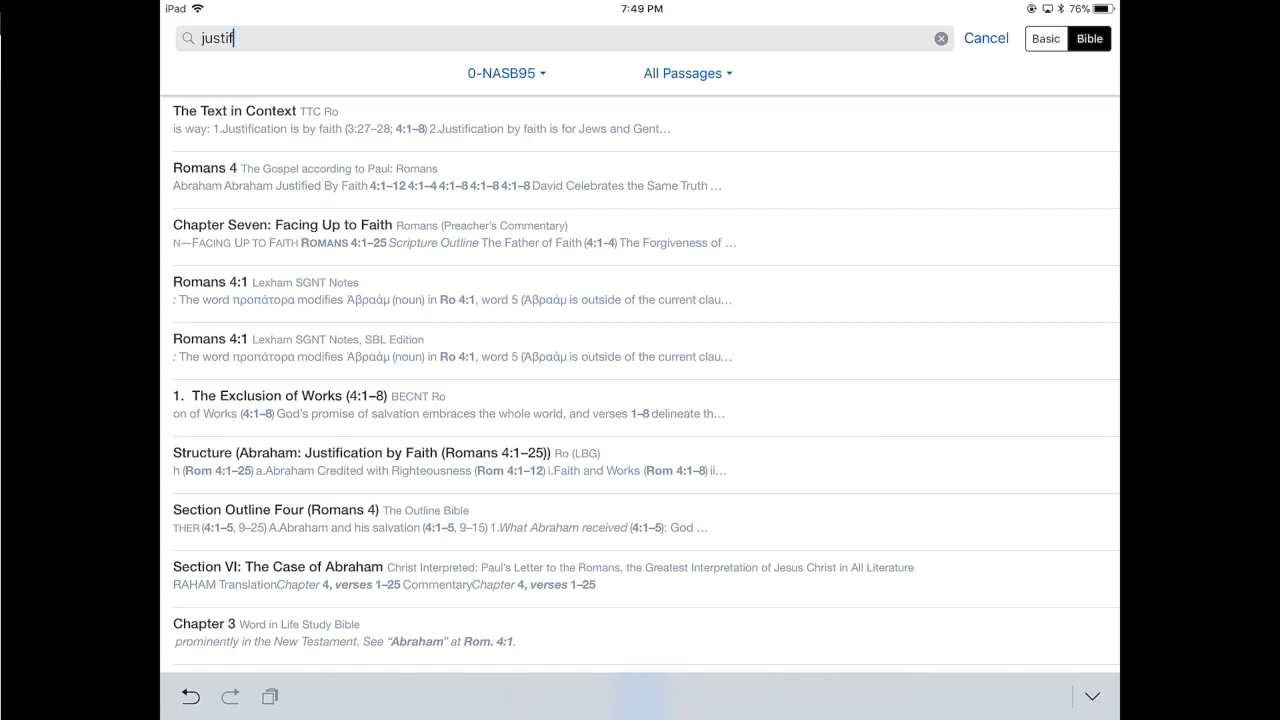 iPad 7:49 PM 76%
justif Cancel Basic Bible
0-NASB95 All Passages
The Text in Context TTC Ro
is way: 1.Justification is by faith (3:27–28; 4:1–8) 2.Justification by faith is for Jews and Gent…
Romans 4 The Gospel according to Paul: Romans
Abraham Abraham Justified By Faith 4:1–12 4:1–4 4:1–8 4:1–8 4:1–8 David Celebrates the Same Truth …
Chapter Seven: Facing Up to Faith Romans (Preacher’s Commentary)
N—FACING UP TO FAITH ROMANS 4:1–25 Scripture Outline The Father of Faith (4:1-4) The Forgiveness of …
Romans 4:1 Lexham SGNT Notes
: The word προπάτορα modifies Ἀβραὰμ (noun) in Ro 4:1, word 5 (Ἀβραὰμ is outside of the current clau…
Romans 4:1 Lexham SGNT Notes, SBL Edition
: The word προπάτορα modifies Ἀβραὰμ (noun) in Ro 4:1, word 5 (Ἀβραὰμ is outside of the current clau…
1. The Exclusion of Works (4:1–8) BECNT Ro
on of Works (4:1–8) God’s promise of salvation embraces the whole world, and verses 1–8 delineate th…
Structure (Abraham: Justification by Faith (Romans 4:1–25)) Ro (LBG)
h (Rom 4:1–25) a.Abraham Credited with Righteousness (Rom 4:1–12) i.Faith and Works (Rom 4:1–8) ii…
Section Outline Four (Romans 4) The Outline Bible
THER (4:1–5, 9–25) A.Abraham and his salvation (4:1–5, 9–15) 1.What Abraham received (4:1–5): God …
Section VI: The Case of Abraham Christ Interpreted: Paul’s Letter to the Romans, the Greatest Interpretation of Jesus Christ in All Literature
RAHAM TranslationChapter 4, verses 1–25 CommentaryChapter 4, verses 1–25
Chapter 3 Word in Life Study Bible
prominently in the New Testament. See “Abraham” at Rom. 4:1.